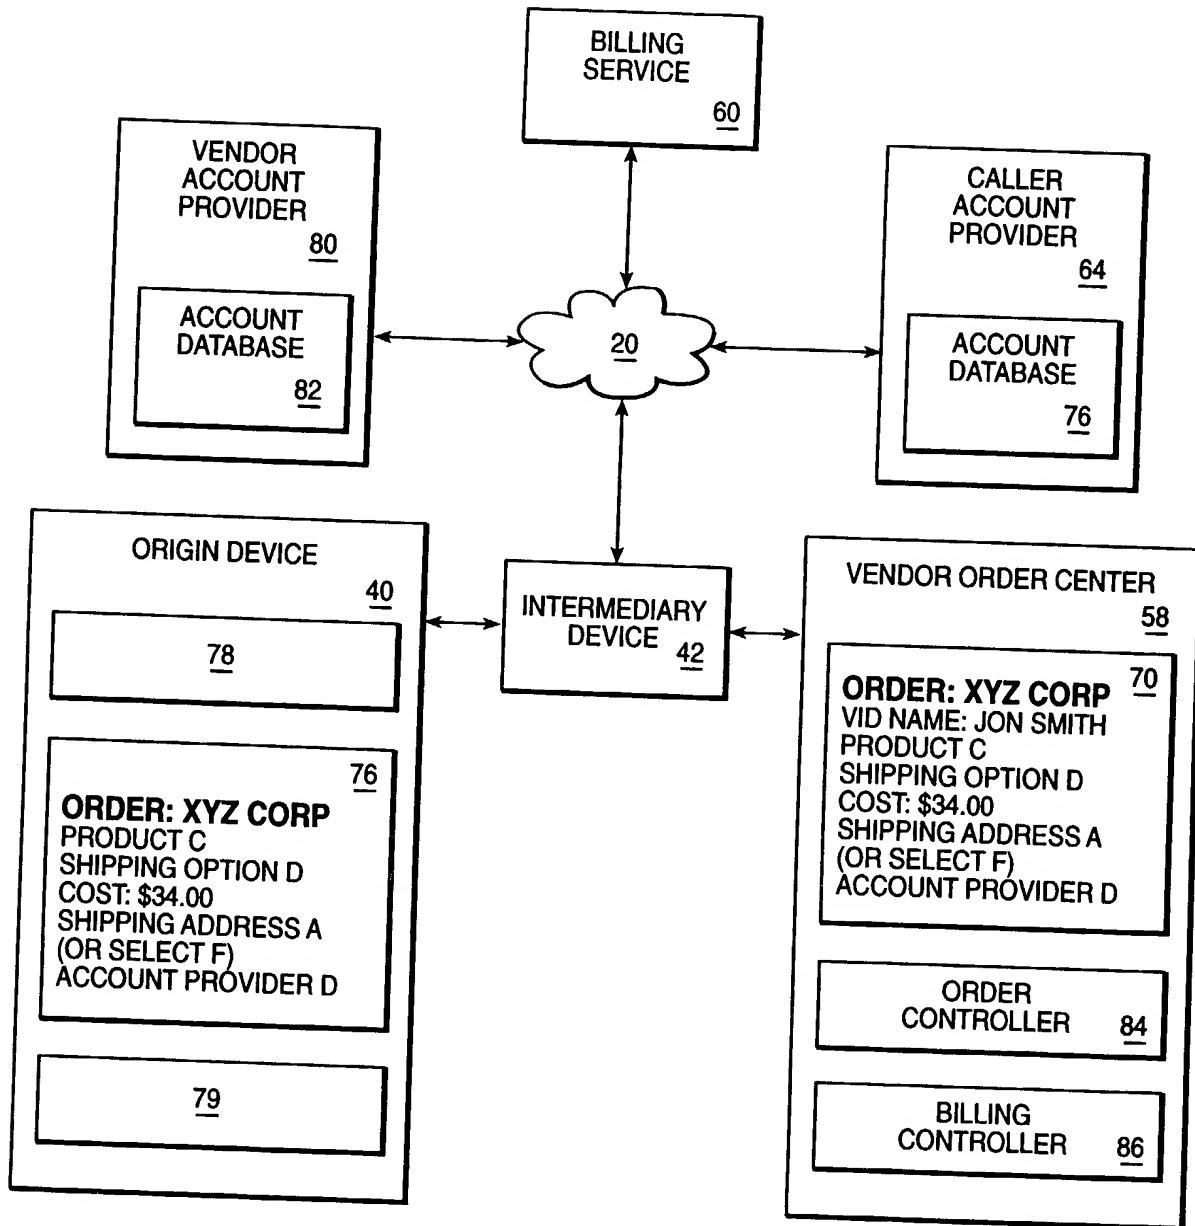 BILLING
SERVICE
60
VENDOR
ACCOUNT
PROVIDER
80
ACCOUNT
DATABASE
82
20
CALLER
ACCOUNT
PROVIDER
64
ACCOUNT
DATABASE
76
ORIGIN DEVICE
40
78
76
ORDER: XYZ CORP
PRODUCT C
SHIPPING OPTION D
COST: $34.00
SHIPPING ADDRESS A
(OR SELECT F)
ACCOUNT PROVIDER D
79
INTERMEDIARY
DEVICE
42
VENDOR ORDER CENTER
58
70
ORDER: XYZ CORP
VID NAME: JON SMITH
PRODUCT C
SHIPPING OPTION D
COST: $34.00
SHIPPING ADDRESS A
(OR SELECT F)
ACCOUNT PROVIDER D
ORDER
CONTROLLER
84
BILLING
CONTROLLER
86